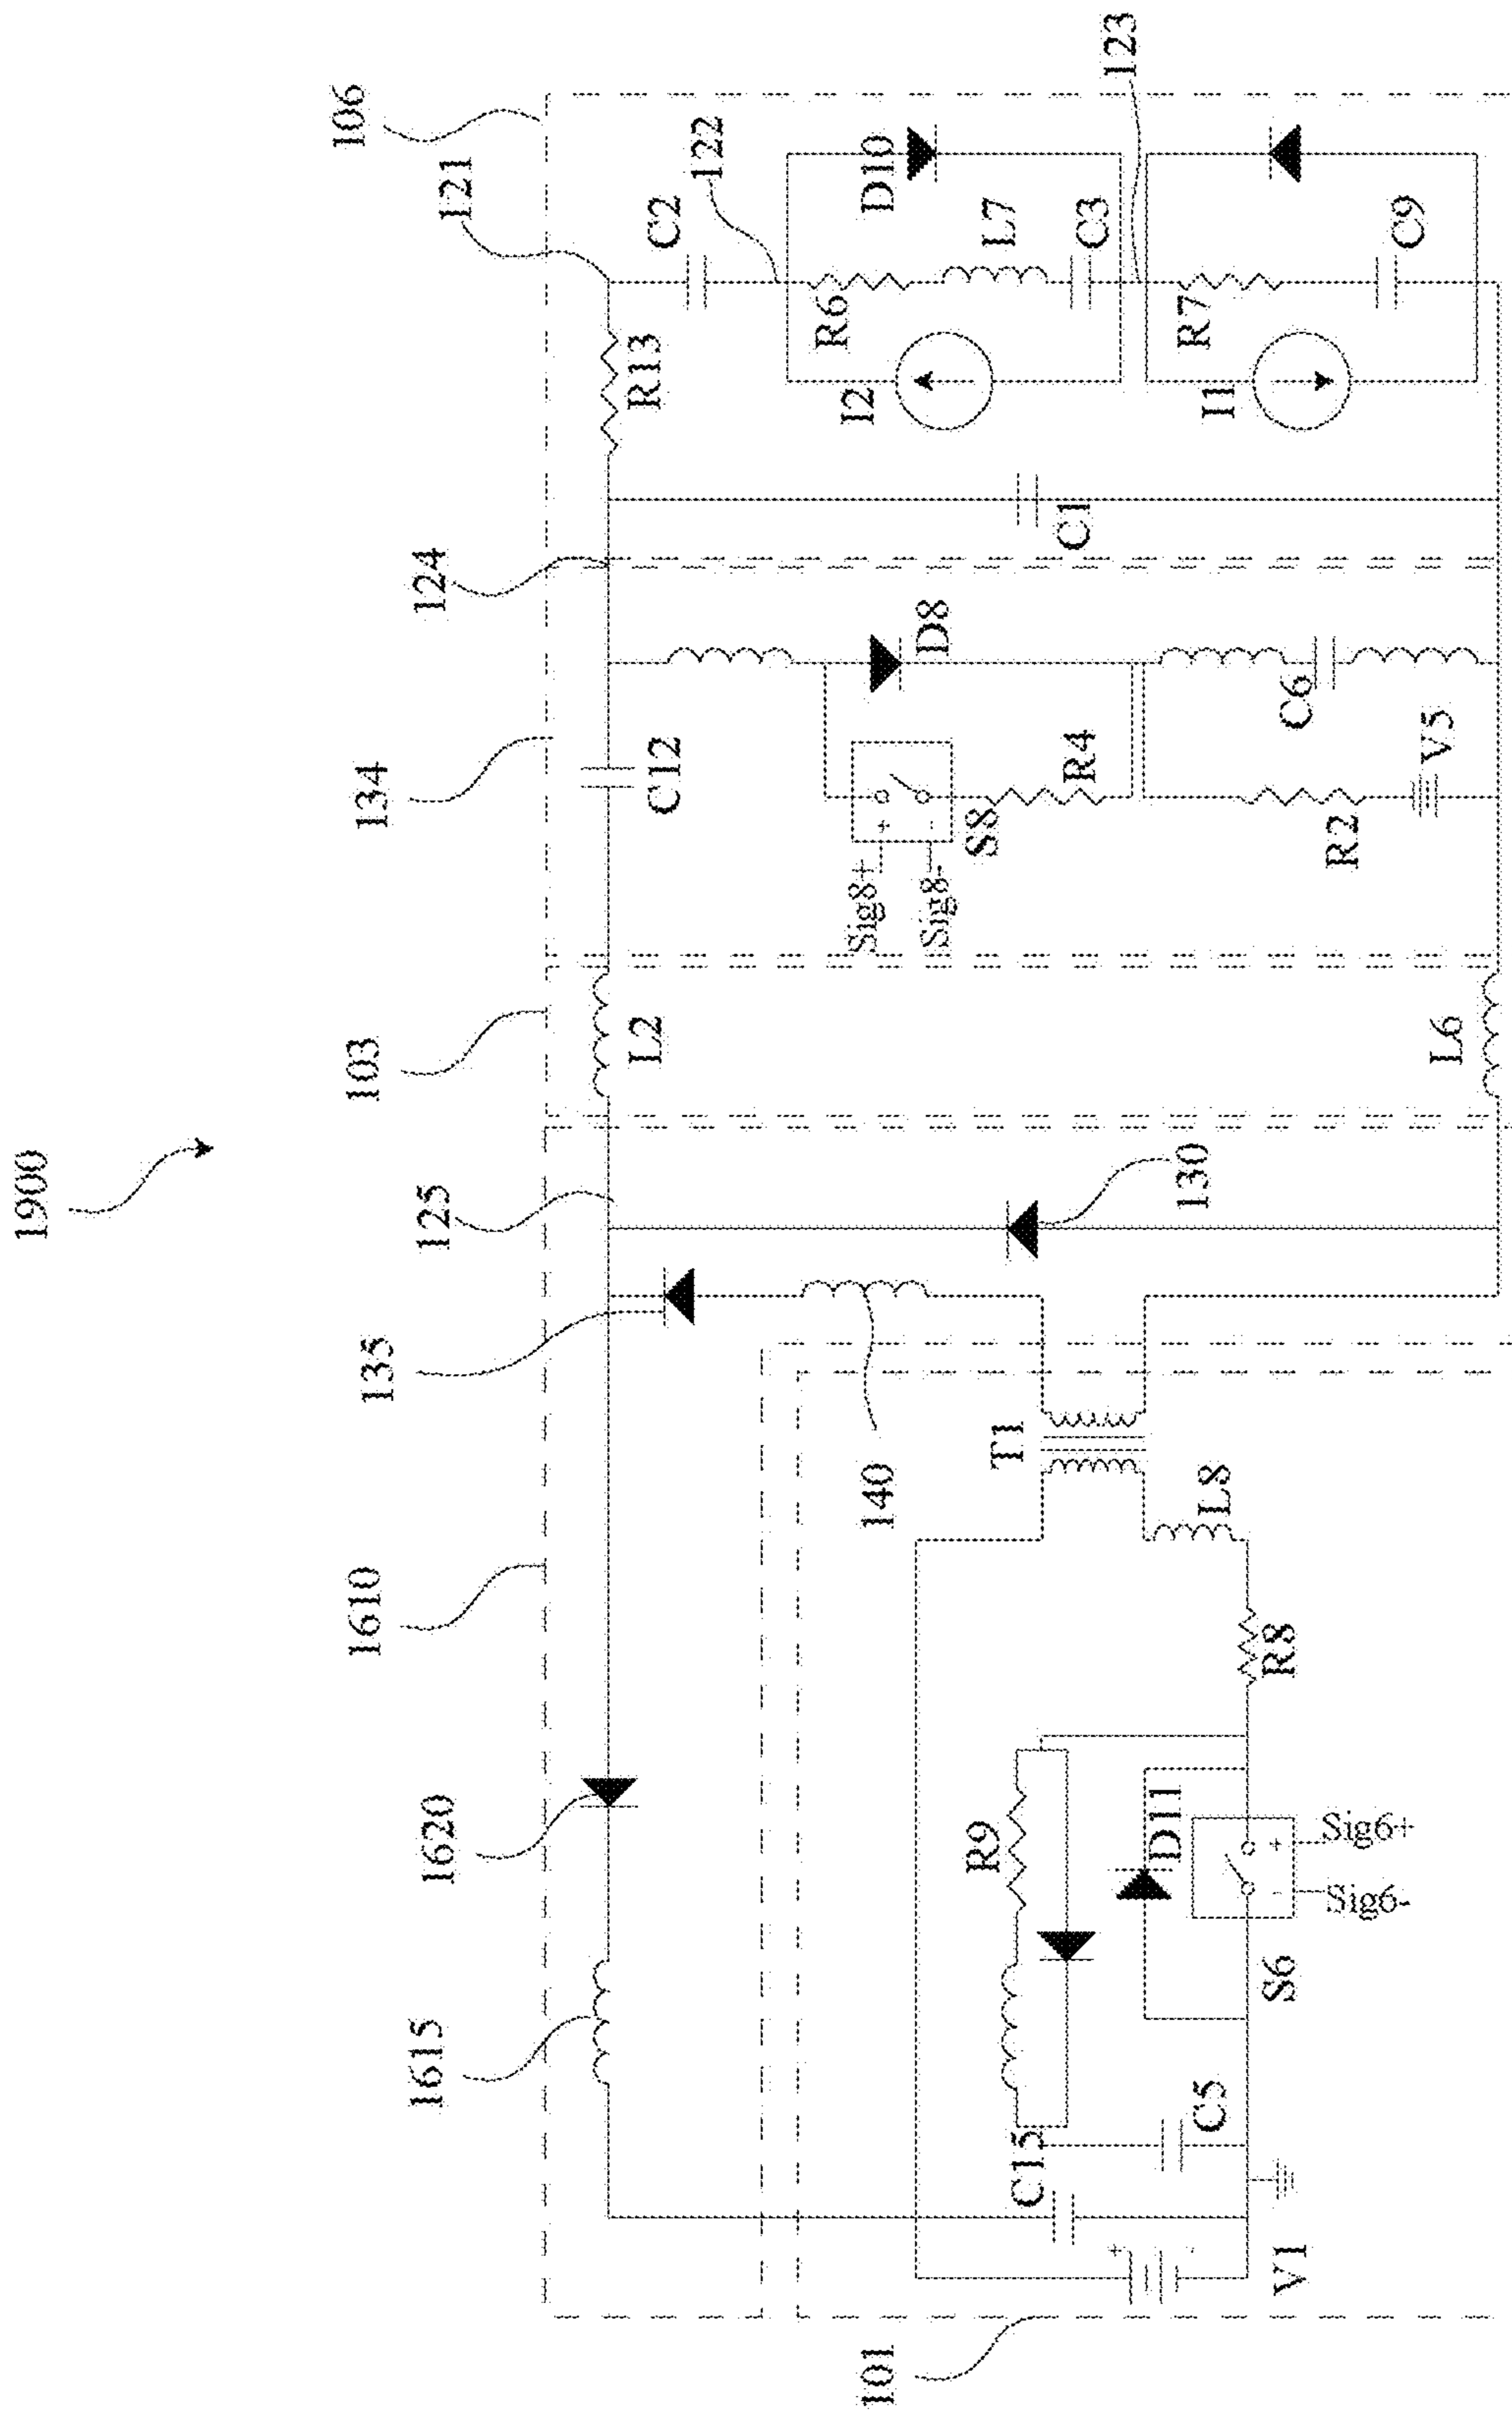 1900
106
121
C2
122
D10
123
R13
I2
R6
L7
C3
I1
R7
C9
124
C1
134
C12
D8
Sig8+
Sig8-
+
-
S8
R4
C6
R2
V5
103
L2
L6
125
130
135
140
1610
T1
L8
R8
1620
R9
D11
Sig6+
Sig6-
+
-
S6
1615
C15
C5
+
-
V1
101